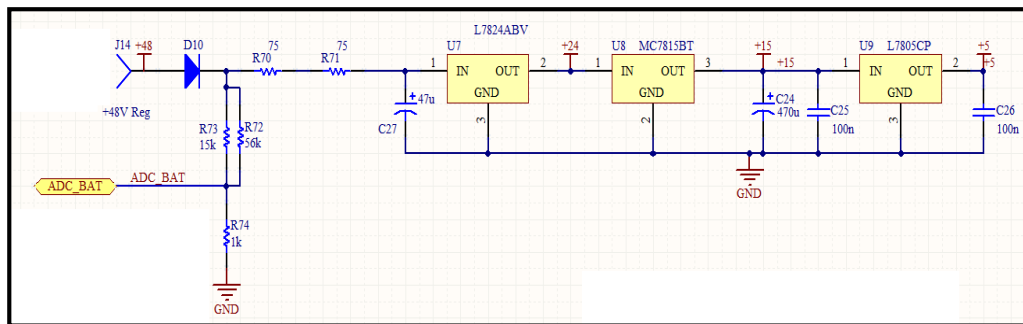 L7824ABV
J14
+48
D10
75
R70
75
R71
U7
+24
U8
MC7815BT
+15
+15
U9
L7805CP
+5
+5
1
IN
OUT
2
GND
3
1
IN
OUT
3
GND
2
1
IN
OUT
2
GND
3
+48V Reg
+
47u
C27
+
C24
470u
C25
100n
C26
100n
R73
15k
R72
56k
GND
ADC_BAT
ADC_BAT
R74
1k
GND